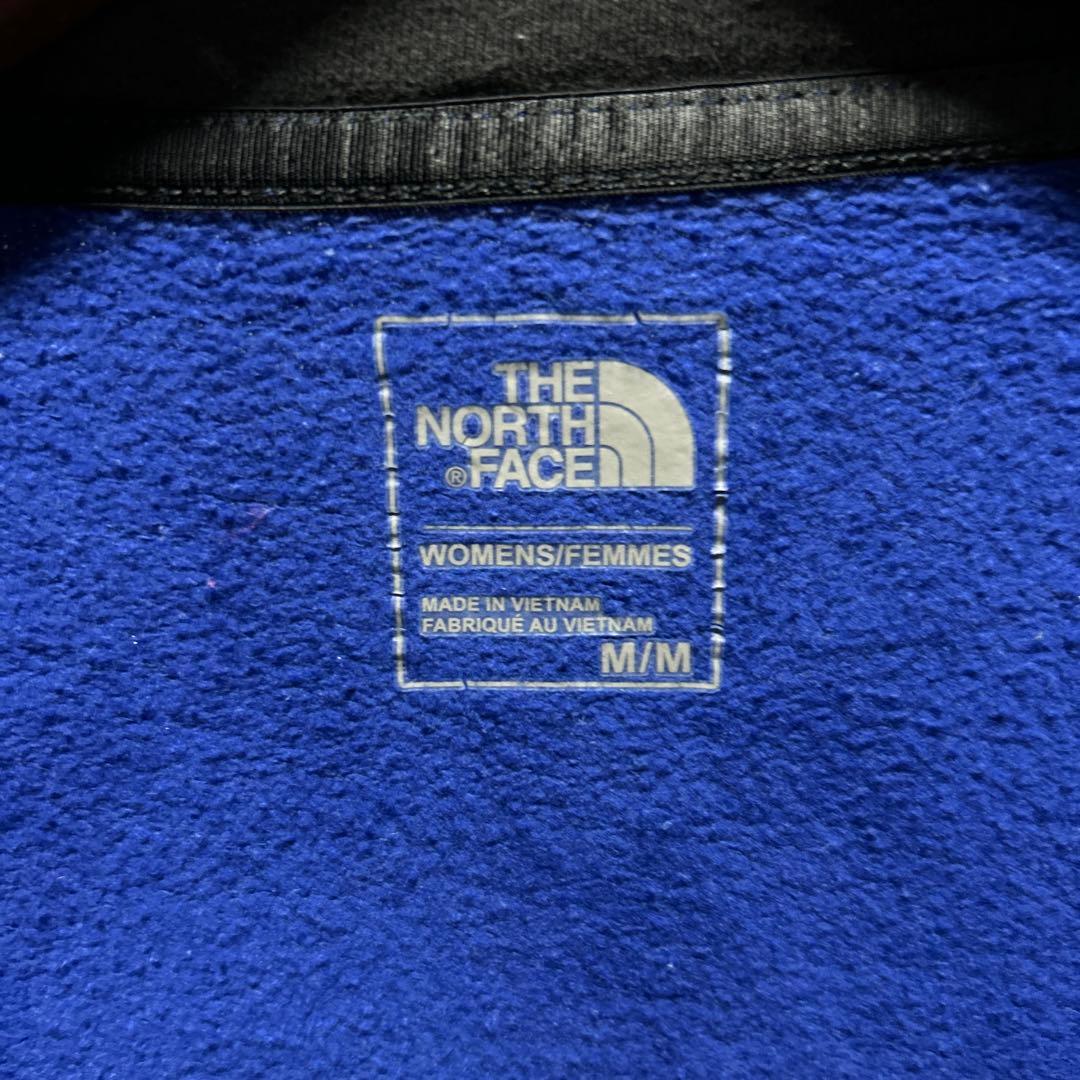 THE
NORTH
®FACE
WOMENS/FEMMES
MADE IN VIETNAM
FABRIQUÉ AU VIETNAM
M/M